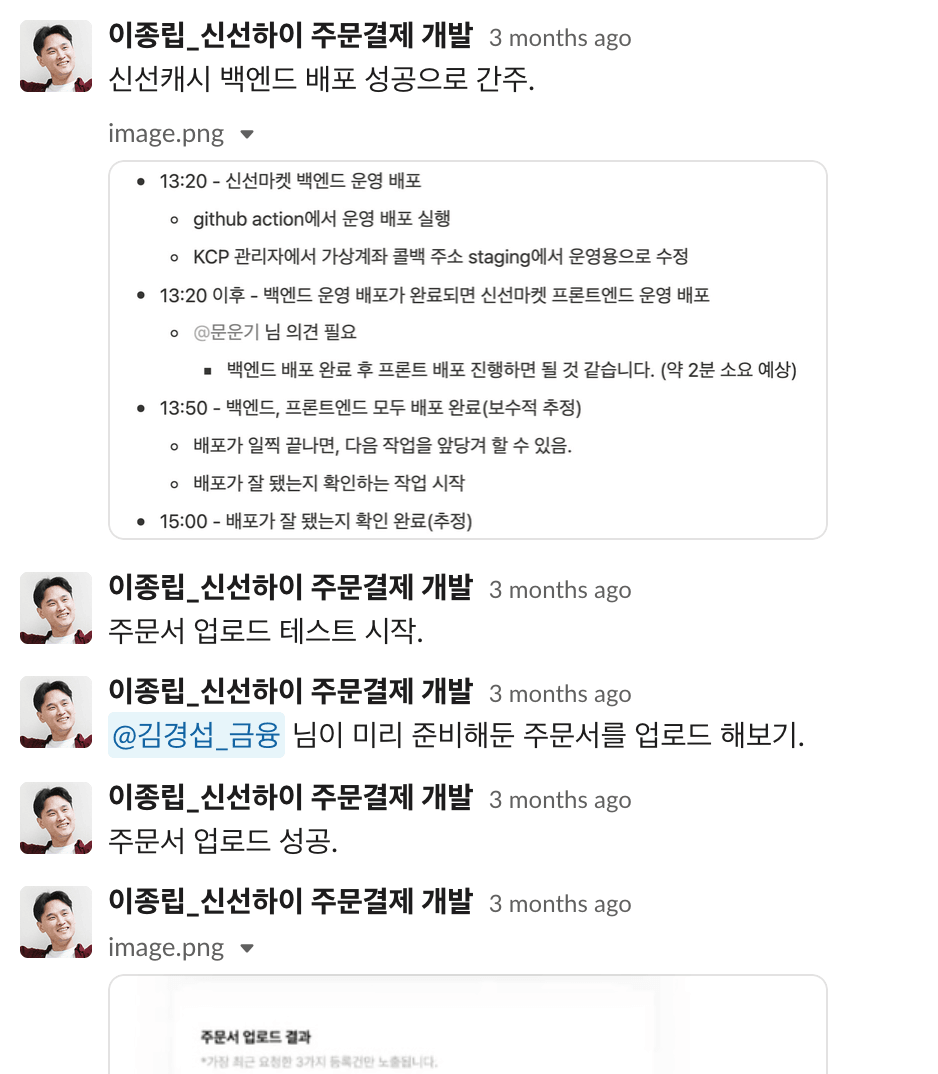 이종립_신선하이 주문결제 개발 3 months ago
신선캐시 백엔드 배포 성공으로 간주.
image.png
• 13:20 - 신선마켓 백엔드 운영 배포
◦ github action에서 운영 배포 실행
◦ KCP 관리자에서 가상계좌 콜백 주소 staging에서 운영용으로 수정
• 13:20 이후 - 백엔드 운영 배포가 완료되면 신선마켓 프론트엔드 운영 배포
◦ @문운기 님 의견 필요
▪ 백엔드 배포 완료 후 프론트 배포 진행하면 될 것 같습니다. (약 2분 소요 예상)
• 13:50 - 백엔드, 프론트엔드 모두 배포 완료(보수적 추정)
◦ 배포가 일찍 끝나면, 다음 작업을 앞당겨 할 수 있음.
◦ 배포가 잘 됐는지 확인하는 작업 시작
• 15:00 - 배포가 잘 됐는지 확인 완료(추정)
이종립_신선하이 주문결제 개발 3 months ago
주문서 업로드 테스트 시작.
이종립_신선하이 주문결제 개발 3 months ago
@김경섭_금융 님이 미리 준비해둔 주문서를 업로드 해보기.
이종립_신선하이 주문결제 개발 3 months ago
주문서 업로드 성공.
이종립_신선하이 주문결제 개발 3 months ago
image.png
주문서 업로드 결과
*가장 최근 요청한 3가지 등록건만 노출됩니다.